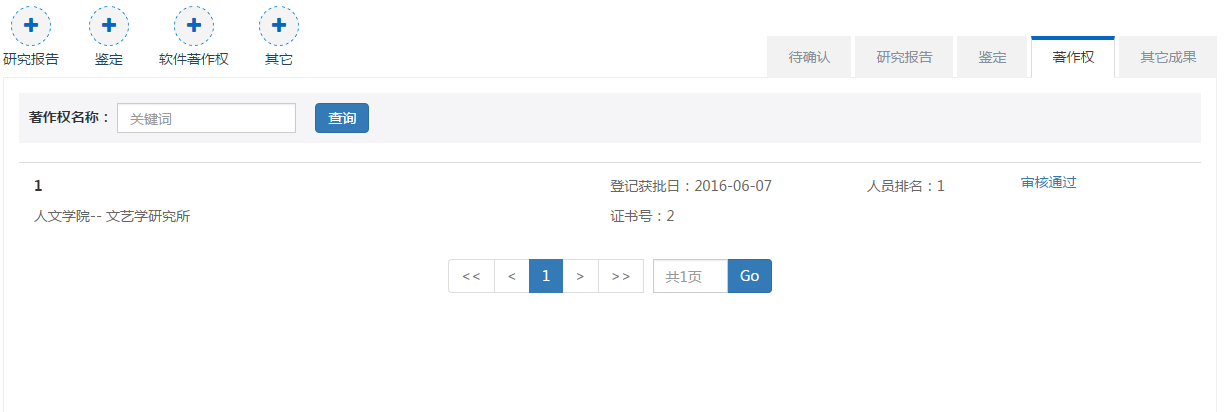 研究报告 鉴定 软件著作权 其它
待确认 研究报告 鉴定 著作权 其它成果
著作权名称： 关键词 查询
1 登记获批日：2016-06-07 人员排名：1 审核通过
人文学院-- 文艺学研究所 证书号：2
<< < 1 > >> 共1页 Go